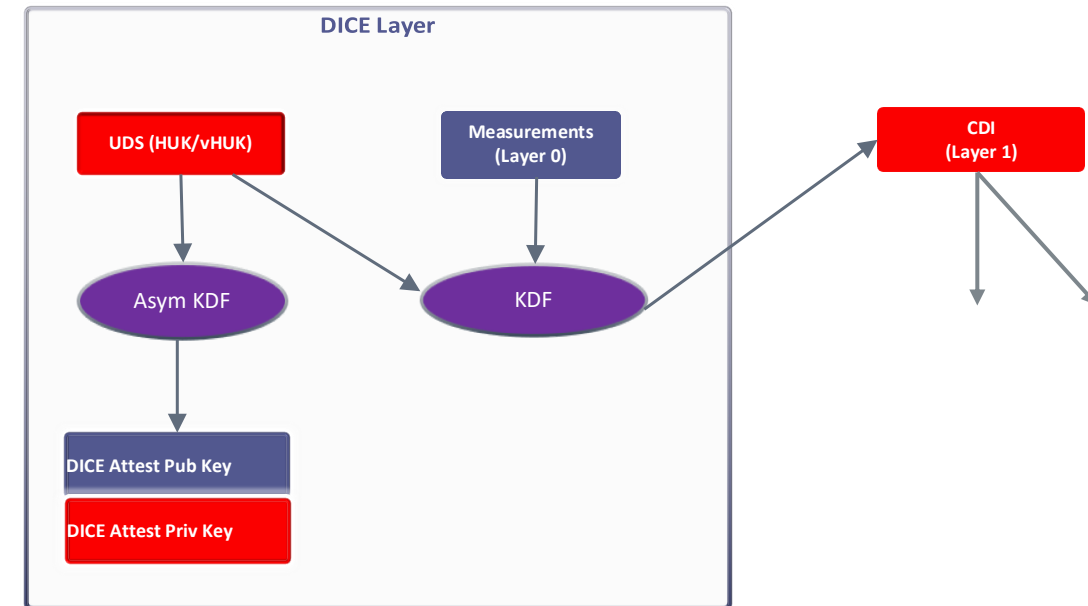 DICE Layer
UDS (HUK/vHUK)
Measurements
(Layer 0)
CDI
(Layer 1)
Asym KDF
KDF
DICE Attest Pub Key
DICE Attest Priv Key